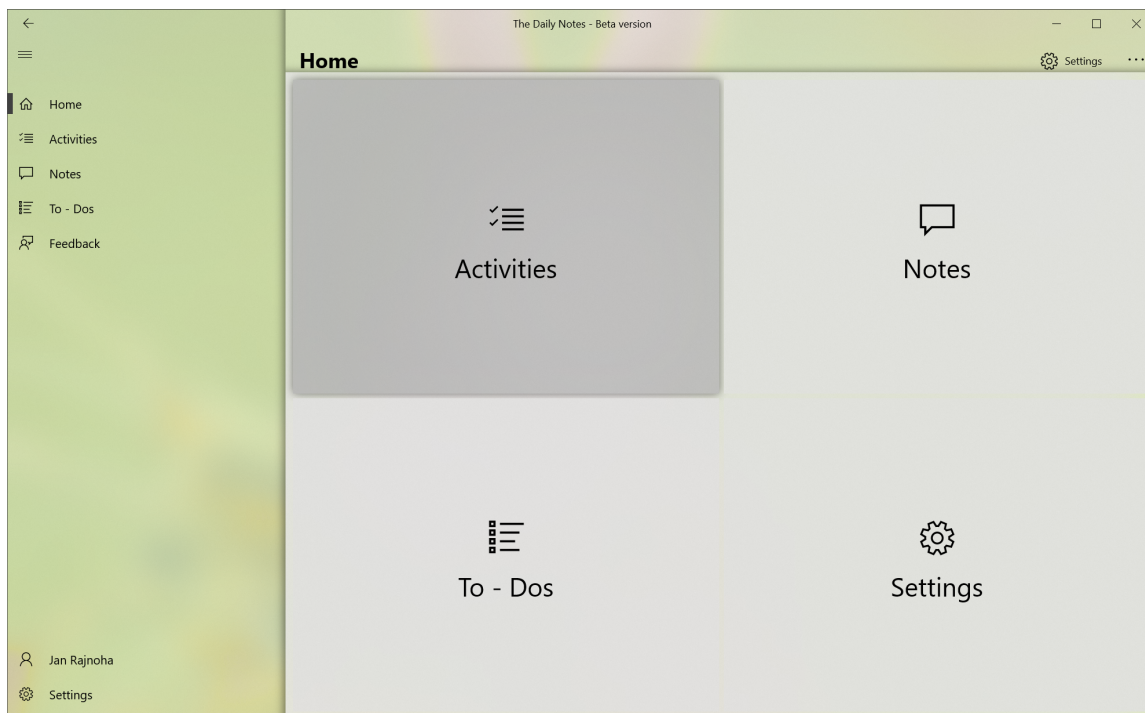 The Daily Notes - Beta version
Home
Settings
Home
Activities
Notes
To - Dos
Feedback
Activities
Notes
To - Dos
Settings
Jan Rajnoha
Settings